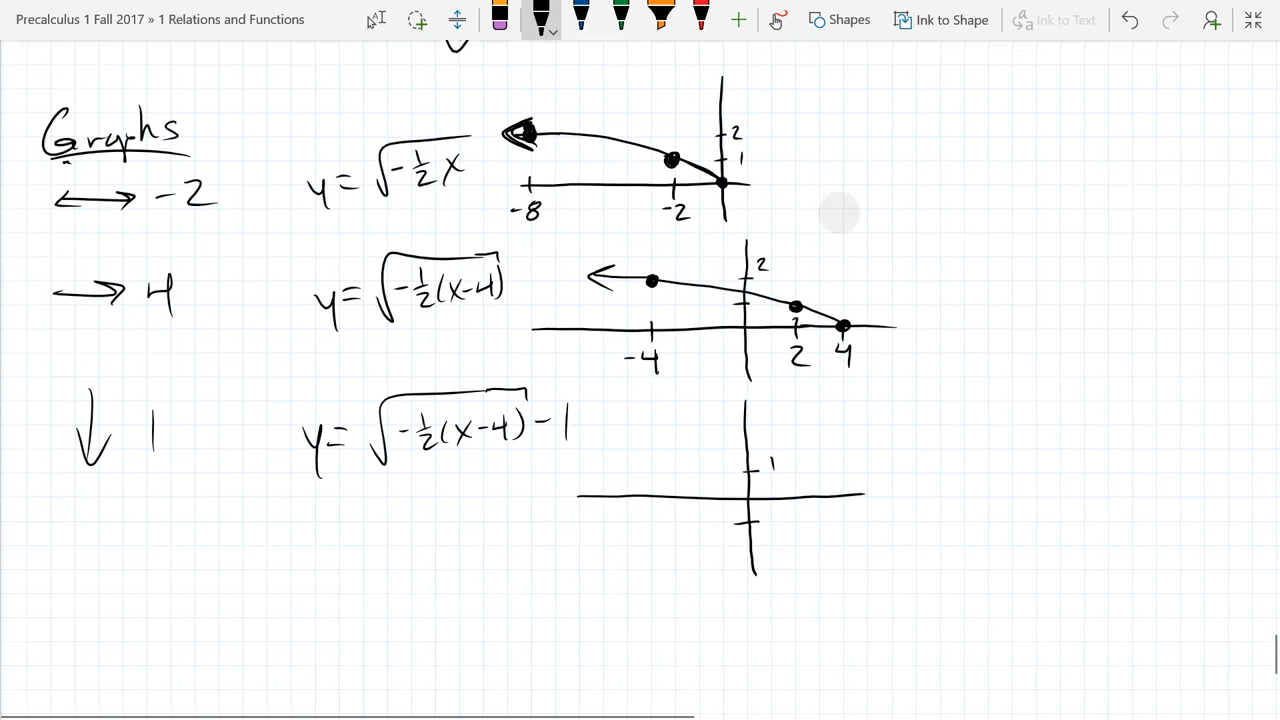 Precalculus 1 Fall 2017 » 1 Relations and Functions
Shapes
Ink to Shape
Ink to Text
Graphs
↔ -2
y = √(-½x)
2
1
-8
-2
→ 4
y = √(-½(x-4))
2
-4
2
4
↓ 1
y = √(-½(x-4)) - 1
1